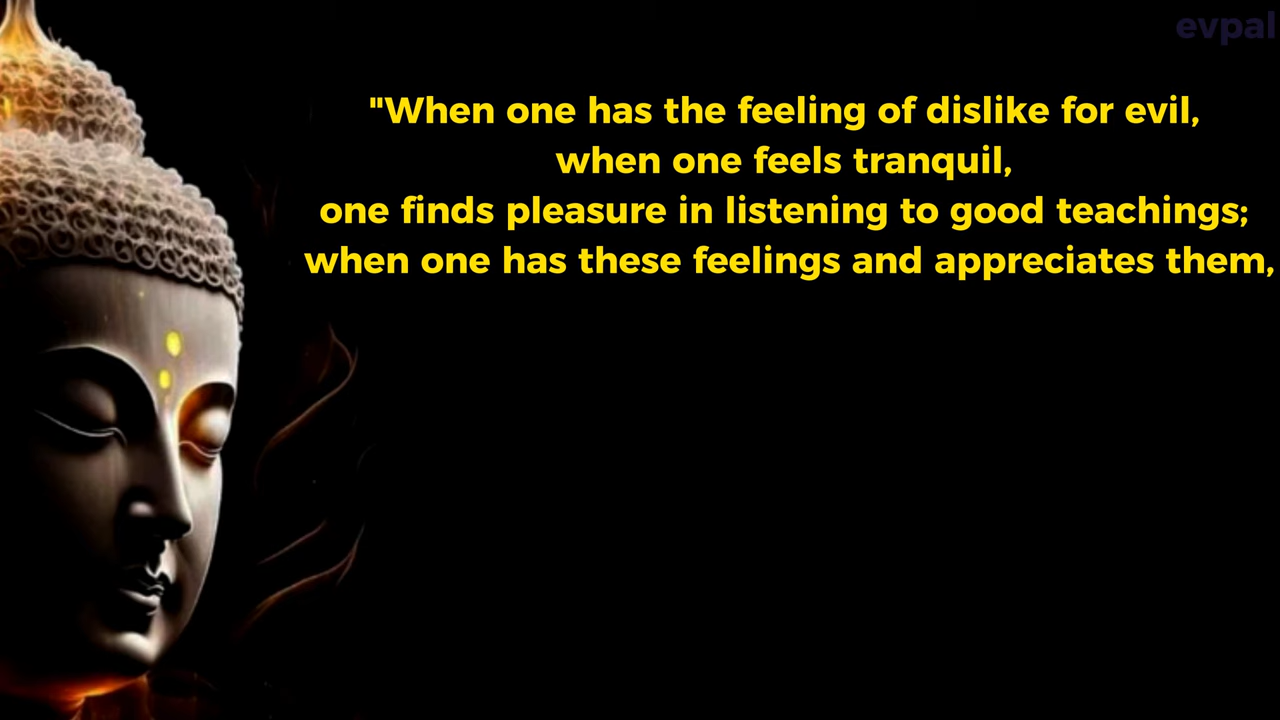 evpal
"When one has the feeling of dislike for evil,
when one feels tranquil,
one finds pleasure in listening to good teachings;
when one has these feelings and appreciates them,